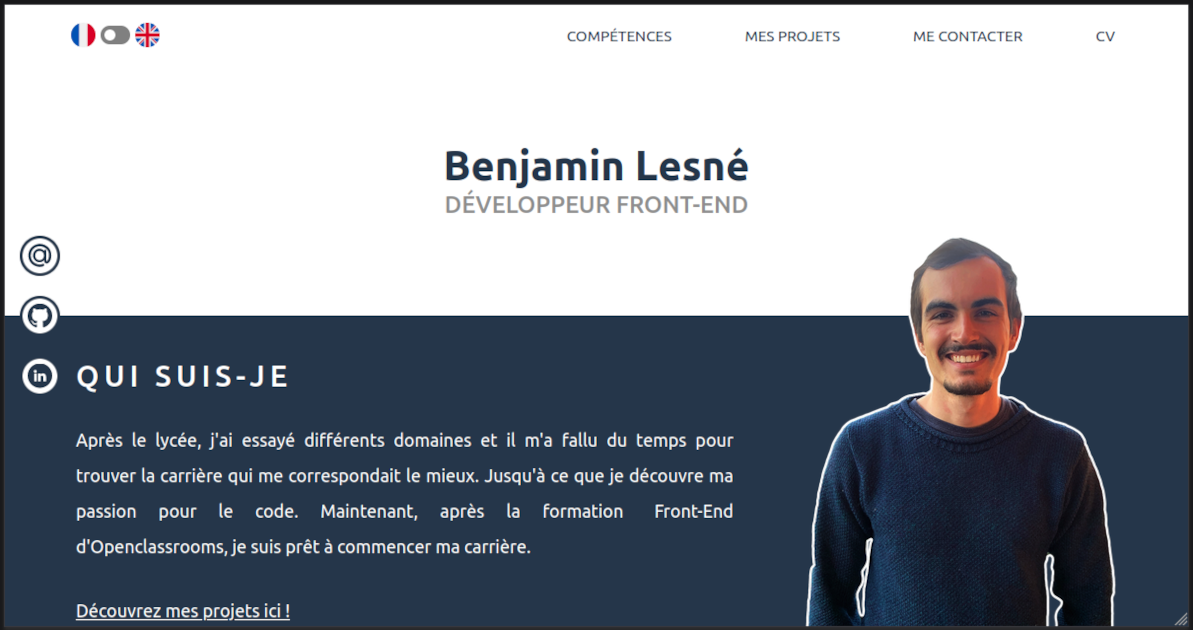 COMPÉTENCES MES PROJETS ME CONTACTER CV
Benjamin Lesné
DÉVELOPPEUR FRONT-END
@
in
QUI SUIS-JE
Après le lycée, j'ai essayé différents domaines et il m'a fallu du temps pour
trouver la carrière qui me correspondait le mieux. Jusqu'à ce que je découvre ma
passion pour le code. Maintenant, après la formation Front-End
d'Openclassrooms, je suis prêt à commencer ma carrière.
Découvrez mes projets ici !